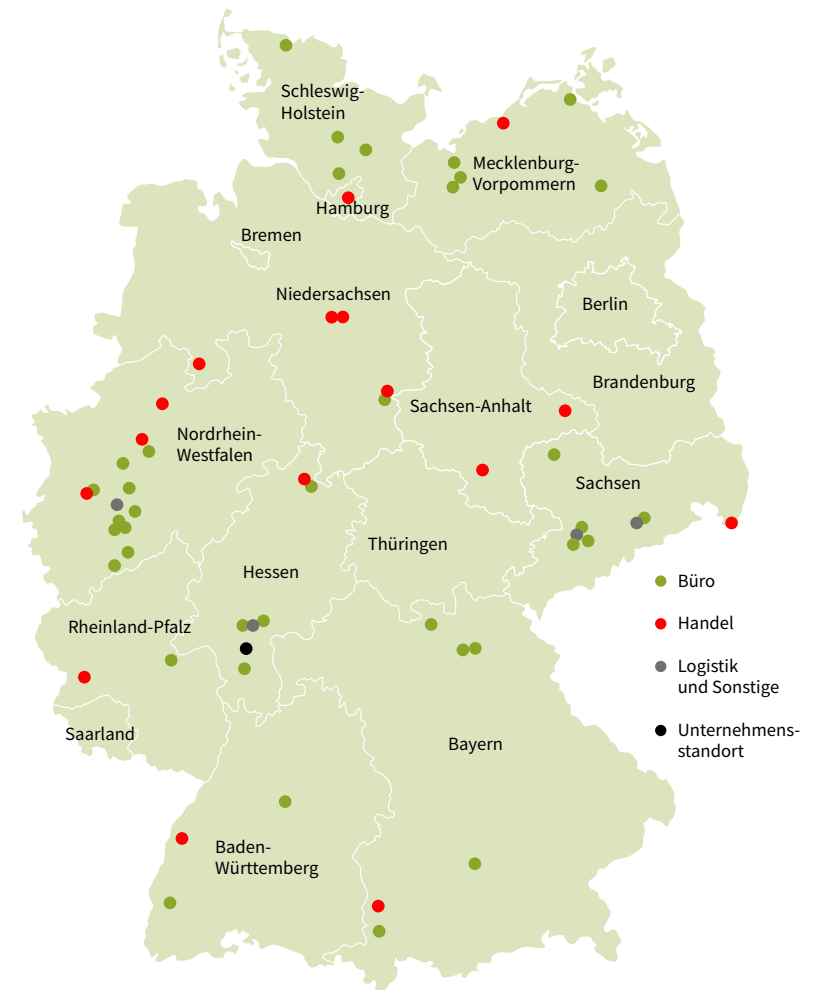 Schleswig-
Holstein
Mecklenburg-
Vorpommern
Hamburg
Bremen
Niedersachsen
Berlin
Brandenburg
Sachsen-Anhalt
Nordrhein-
Westfalen
Sachsen
Thüringen
Hessen
Rheinland-Pfalz
Saarland
Bayern
Baden-
Württemberg
Büro
Handel
Logistik
und Sonstige
Unternehmens-
standort